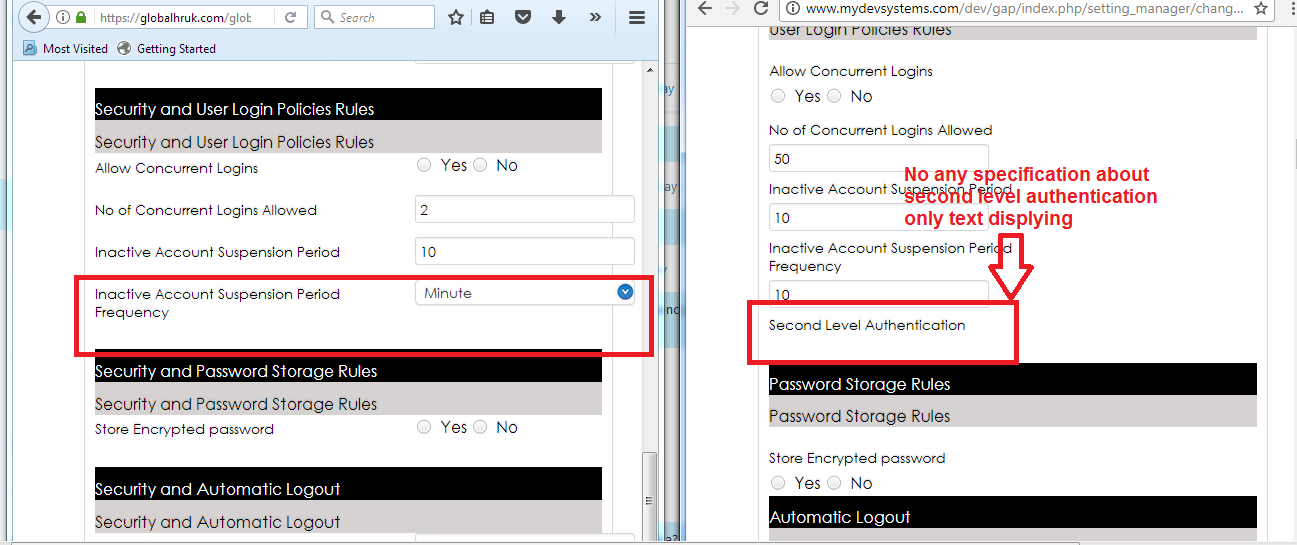 https://globalhruk.com/glob
Search
Most Visited
Getting Started
Security and User Login Policies Rules
Security and User Login Policies Rules
Allow Concurrent Logins
Yes No
No of Concurrent Logins Allowed
2
Inactive Account Suspension Period
10
Inactive Account Suspension Period
Frequency
Minute
Security and Password Storage Rules
Security and Password Storage Rules
Store Encrypted password
Yes No
Security and Automatic Logout
Security and Automatic Logout
ay
ay
www.mydevsystems.com/dev/gap/index.php/setting_manager/chang...
User Login Policies Rules
Allow Concurrent Logins
Yes No
No of Concurrent Logins Allowed
50
Inactive Account Suspension Period
10
Inactive Account Suspension Period
Frequency
10
No any specification about
second level authentication
only text displying
Second Level Authentication
Password Storage Rules
Password Storage Rules
Store Encrypted password
Yes No
Automatic Logout